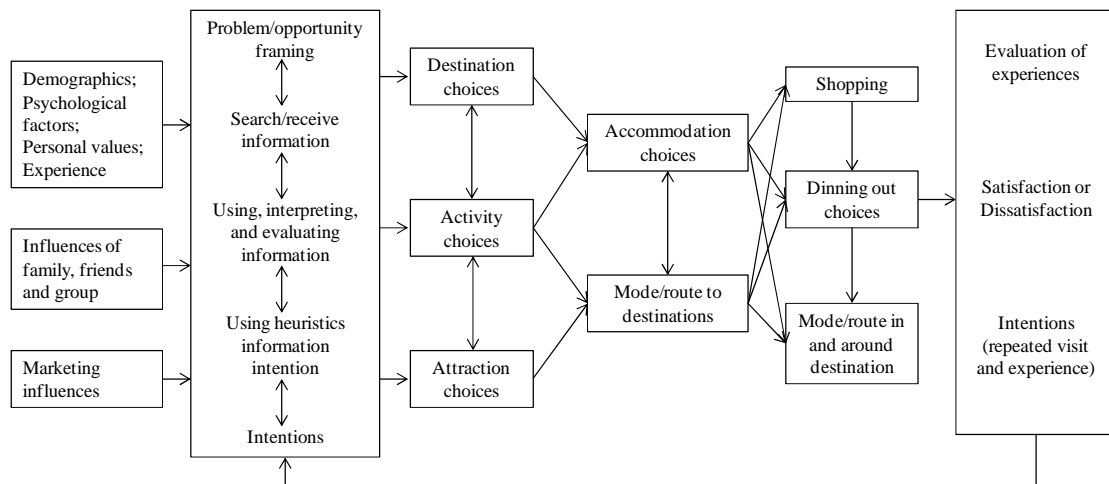 Demographics;
Psychological
factors;
Personal values;
Experience
Influences of
family, friends
and group
Marketing
influences
Problem/opportunity
framing
Search/receive
information
Using, interpreting,
and evaluating
information
Using heuristics
information
intention
Intentions
Destination
choices
Activity
choices
Attraction
choices
Accommodation
choices
Mode/route to
destinations
Shopping
Dinning out
choices
Mode/route in
and around
destination
Evaluation of
experiences
Satisfaction or
Dissatisfaction
Intentions
(repeated visit
and experience)